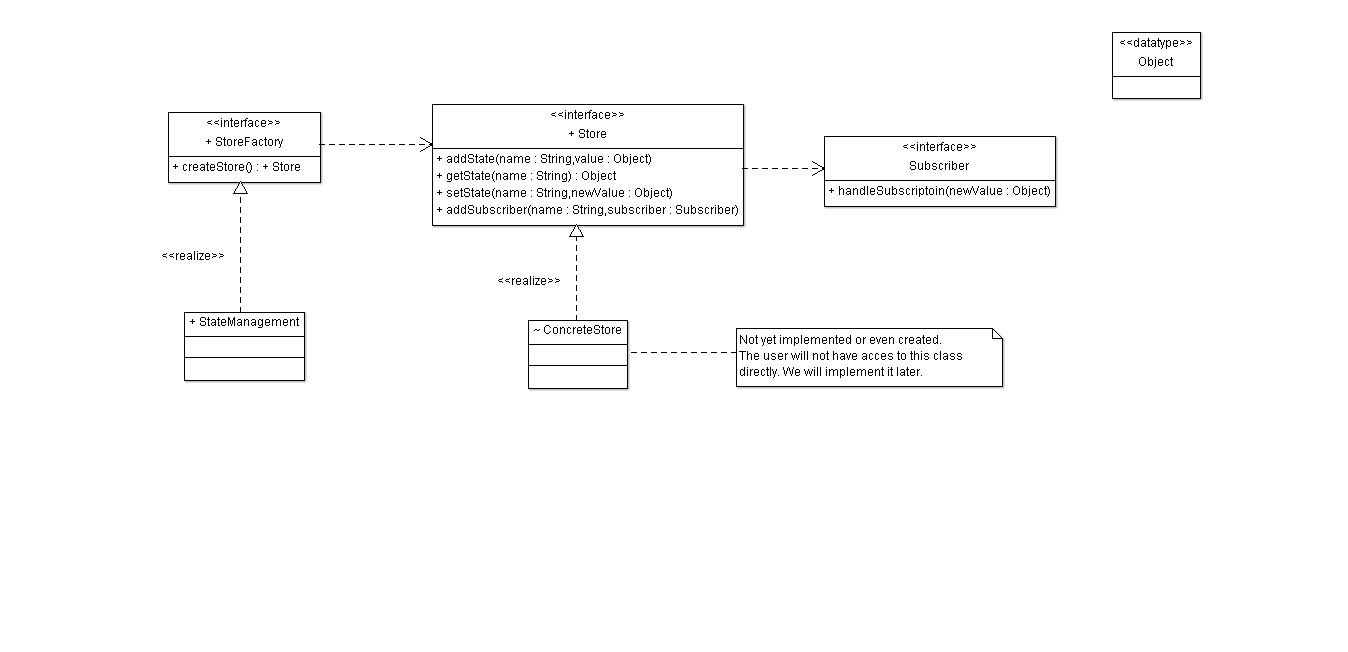 <<datatype>>
Object
<<interface>>
+ StoreFactory
+ createStore() : + Store
<<interface>>
+ Store
+ addState(name : String,value : Object)
+ getState(name : String) : Object
+ setState(name : String,newValue : Object)
+ addSubscriber(name : String,subscriber : Subscriber)
<<interface>>
Subscriber
+ handleSubscriptoin(newValue : Object)
<<realize>>
<<realize>>
+ StateManagement
~ ConcreteStore
Not yet implemented or even created.
The user will not have acces to this class
directly. We will implement it later.